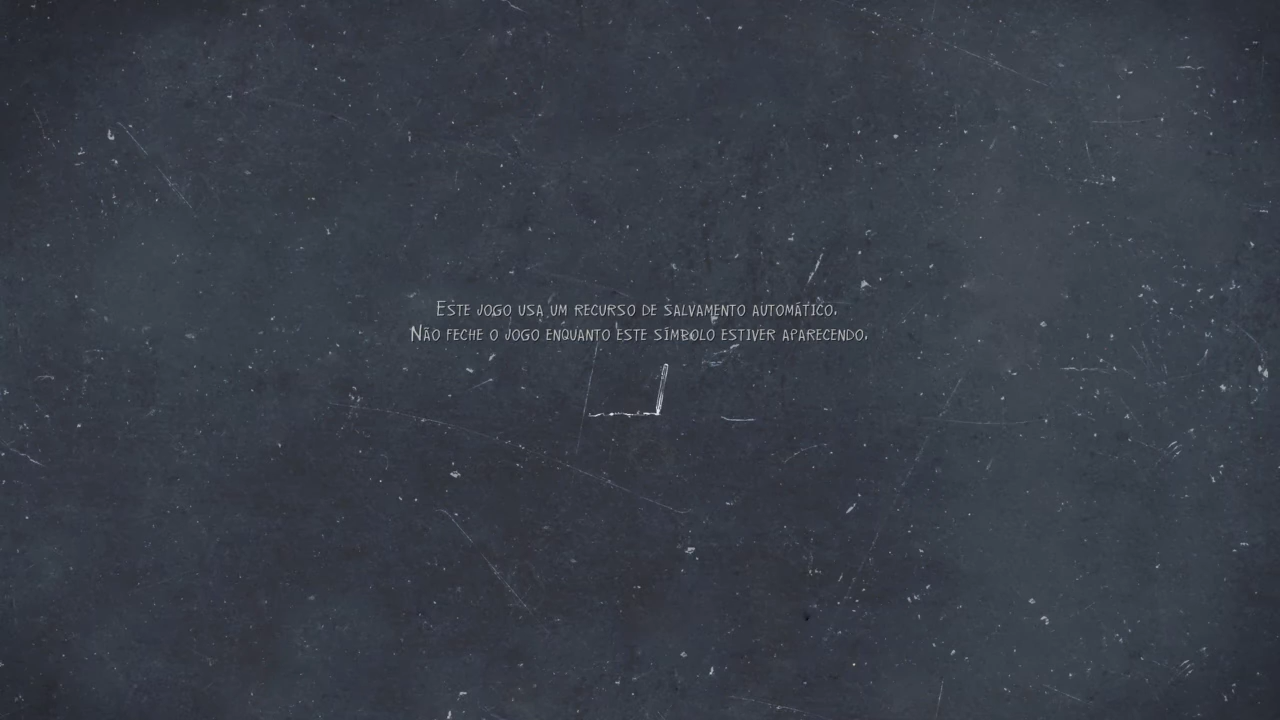 Este jogo usa um recurso de salvamento automático.
Não feche o jogo enquanto este símbolo estiver aparecendo.